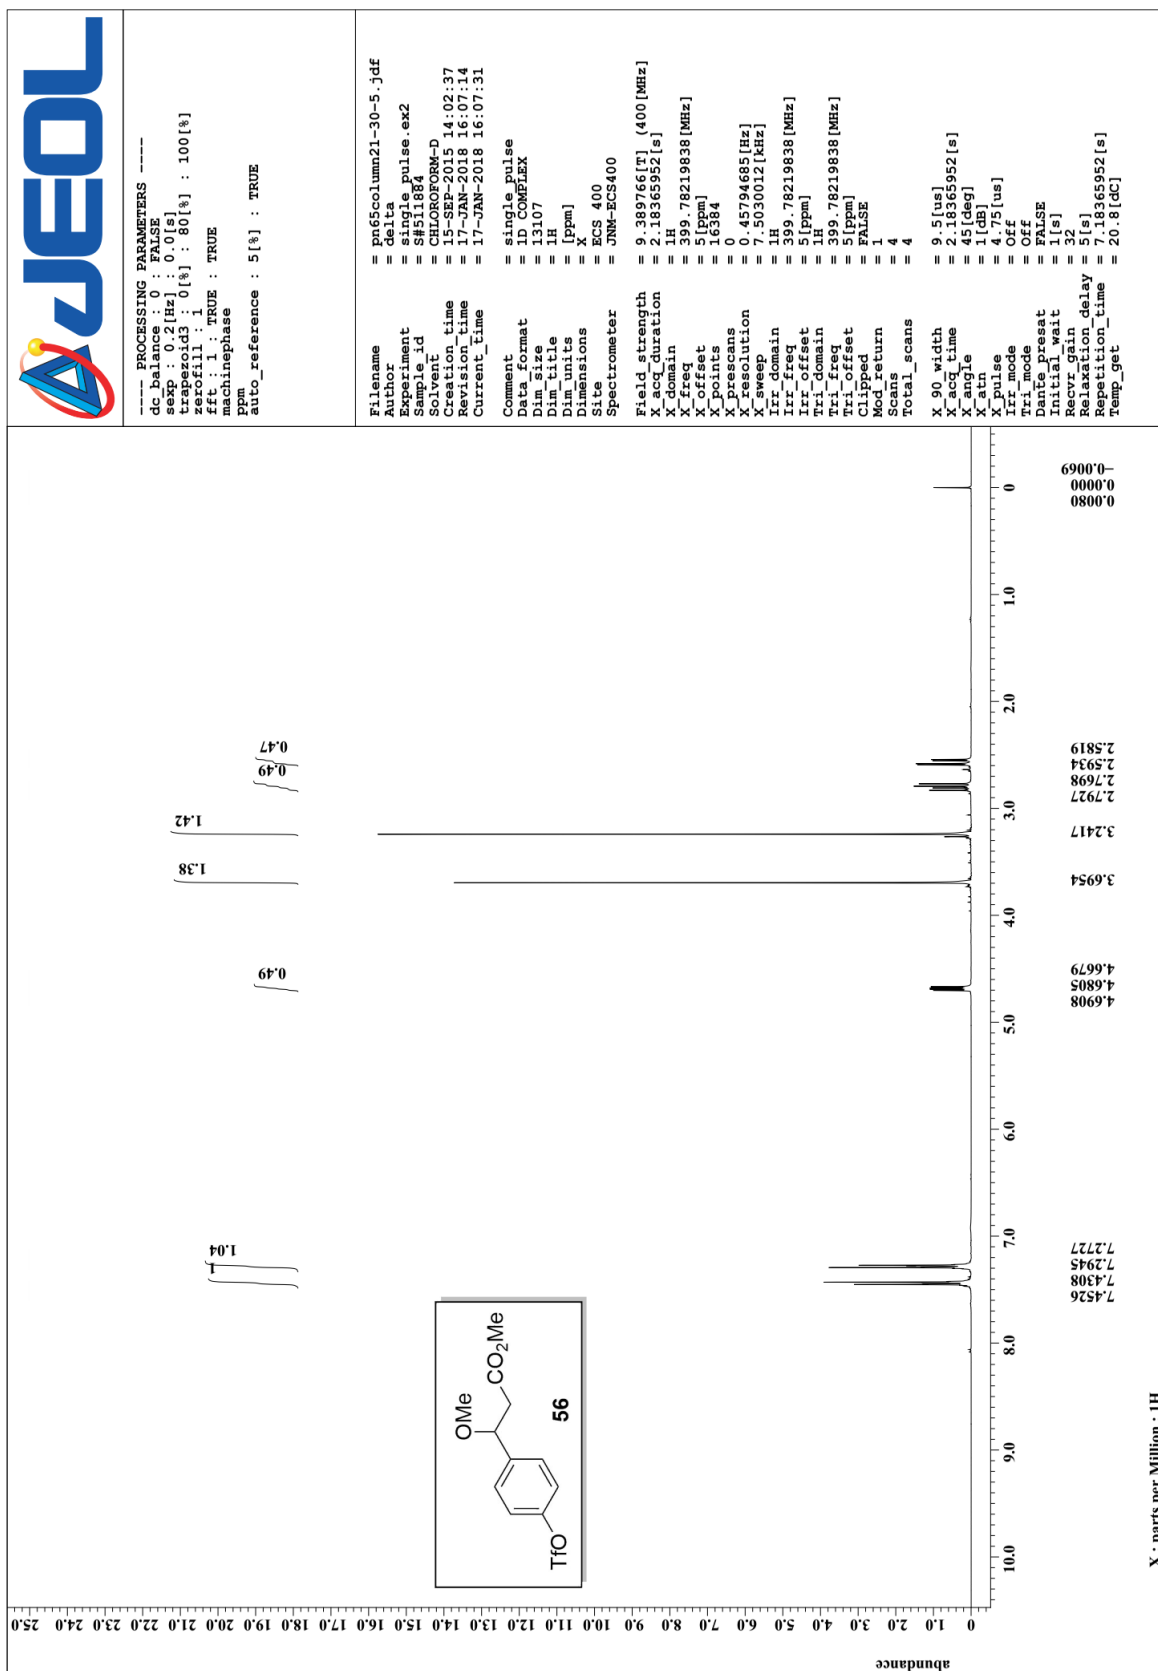 JEOL
---- PROCESSING PARAMETERS ----
dc_balance : 0 : FALSE
sexp : 0.2[Hz] : 0.0[s]
trapezoid3 : 0[%] : 80[%] : 100[%]
zerofill : 1
fft : 1 : TRUE : TRUE
machinephase
ppm
auto_reference : 5[%] : TRUE
Filename = pn65column21-30-5.jdf
Author = delta
Experiment = single_pulse.ex2
Sample_id = S#511884
Solvent = CHLOROFORM-D
Creation_time = 15-SEP-2015 14:02:37
Revision_time = 17-JAN-2018 16:07:14
Current_time = 17-JAN-2018 16:07:31
Comment = single_pulse
Data_format = 1D COMPLEX
Dim_size = 13107
Dim_title = 1H
Dim_units = [ppm]
Dimensions = X
Site = ECS 400
Spectrometer = JNM-ECS400
Field_strength = 9.389766[T] (400[MHz]
X_acq_duration = 2.18365952[s]
X_domain = 1H
X_freq = 399.78219838[MHz]
X_offset = 5[ppm]
X_points = 16384
X_prescans = 0
X_resolution = 0.45794685[Hz]
X_sweep = 7.5030012[kHz]
Irr_domain = 1H
Irr_freq = 399.78219838[MHz]
Irr_offset = 5[ppm]
Tri_domain = 1H
Tri_freq = 399.78219838[MHz]
Tri_offset = 5[ppm]
Clipped = FALSE
Mod_return = 1
Scans = 4
Total_scans = 4
X_90_width = 9.5[us]
X_acq_time = 2.18365952[s]
X_angle = 45[deg]
X_atn = 1[dB]
X_pulse = 4.75[us]
Irr_mode = Off
Tri_mode = Off
Dante_presat = FALSE
Initial_wait = 1[s]
Recvr_gain = 32
Relaxation_delay = 5[s]
Repetition_time = 7.18365952[s]
Temp_get = 20.8[dC]
abundance
25.0
24.0
23.0
22.0
21.0
20.0
19.0
18.0
17.0
16.0
15.0
14.0
13.0
12.0
11.0
10.0
9.0
8.0
7.0
6.0
5.0
4.0
3.0
2.0
1.0
0
1
1.04
0.49
1.38
1.42
0.49
0.47
OMe
CO2Me
TfO
56
10.0 9.0 8.0 7.0 6.0 5.0 4.0 3.0 2.0 1.0 0
7.4526
7.4308
7.2945
7.2727
4.6908
4.6805
4.6679
3.6954
3.2417
2.7927
2.7698
2.5934
2.5819
0.0080
0.0000
-0.0069
X : parts per Million : 1H